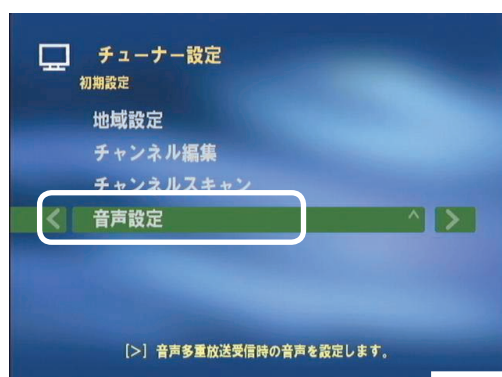 チューナー設定
初期設定
地域設定
チャンネル編集
チャンネルスキャン
音声設定
[>] 音声多重放送受信時の音声を設定します。